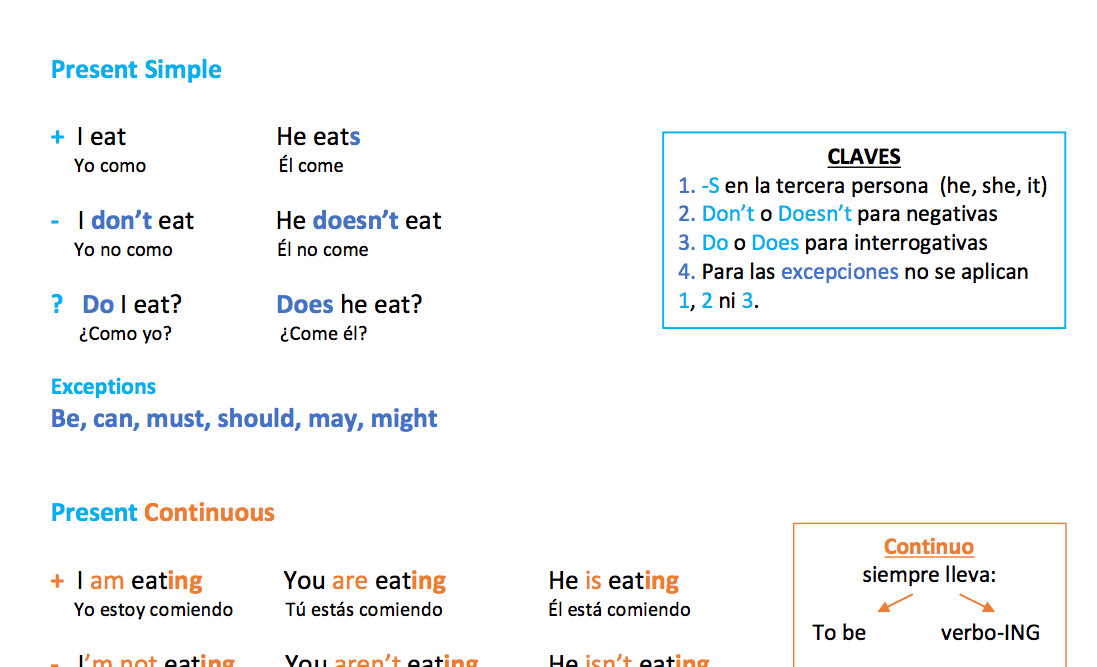 Present Simple
+ I eat He eats
Yo como Él come
- I don’t eat He doesn’t eat
Yo no como Él no come
? Do I eat? Does he eat?
¿Como yo? ¿Come él?
Exceptions
Be, can, must, should, may, might
CLAVES
1. -S en la tercera persona (he, she, it)
2. Don’t o Doesn’t para negativas
3. Do o Does para interrogativas
4. Para las excepciones no se aplican
1, 2 ni 3.
Present Continuous
+ I am eating You are eating He is eating
Yo estoy comiendo Tú estás comiendo Él está comiendo
- I’m not eating You aren’t eating He isn’t eating
Continuo
siempre lleva:
To be verbo-ING